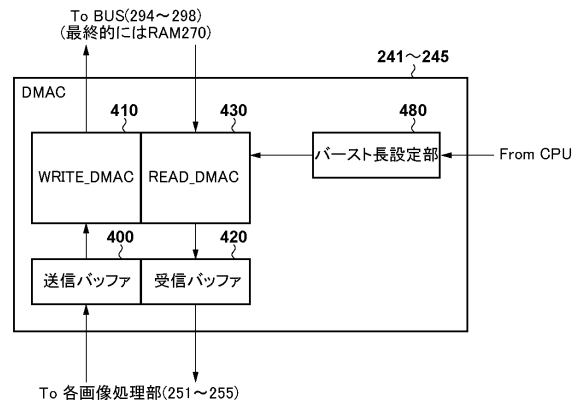 To BUS(294～298)
(最終的にはRAM270)
241～245
DMAC
410
430
480
WRITE_DMAC
READ_DMAC
バースト長設定部
From CPU
400
420
送信バッファ
受信バッファ
To 各画像処理部(251～255)